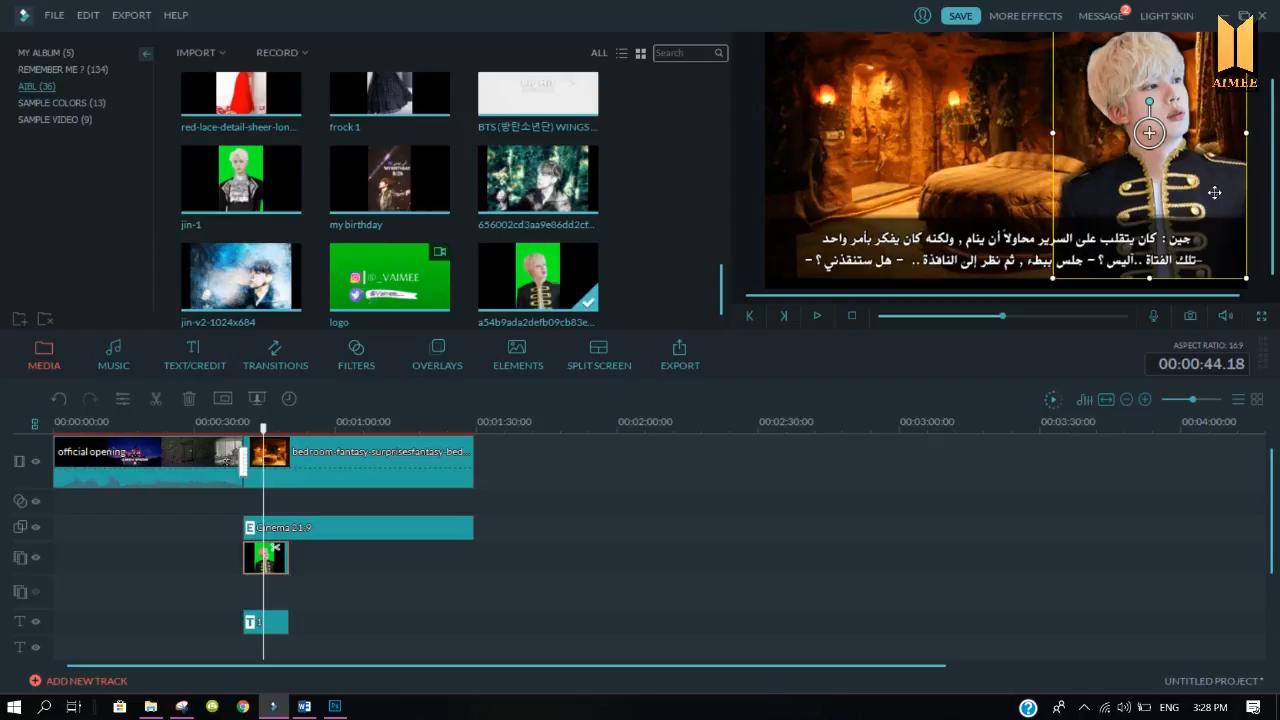 FILE EDIT EXPORT HELP
SAVE MORE EFFECTS MESSAGE 2 LIGHT SKIN
AIMEE
MY ALBUM (5)
REMEMBER ME ? (134)
AIBL (36)
SAMPLE COLORS (13)
SAMPLE VIDEO (9)
IMPORT RECORD ALL Search
red-lace-detail-sheer-lon... frock 1 BTS (방탄소년단) WINGS ...
jin-1 my birthday 656002cd3aa9e86dd2cf...
@_VAIMEE
jin-v2-1024x684 logo a54b9ada2defb09cb83e...
جين : كان يتقلب على السرير محاولاً أن ينام , ولكنه كان يفكر بأمر واحد
-تلك الفتاة ..أليس ؟ - جلس ببطء , ثم نظر إلى النافذة .. - هل ستنقذني ؟ -
MEDIA MUSIC TEXT/CREDIT TRANSITIONS FILTERS OVERLAYS ELEMENTS SPLIT SCREEN EXPORT
ASPECT RATIO: 16:9
00:00:44.18
00:00:00:00 00:00:30:00 00:01:00:00 00:01:30:00 00:02:00:00 00:02:30:00 00:03:00:00 00:03:30:00 00:04:00:00
official opening bedroom-fantasy-surprisesfantasy-bed...
E Cinema 21:9
T 1
ADD NEW TRACK UNTITLED PROJECT *
ENG 3:28 PM